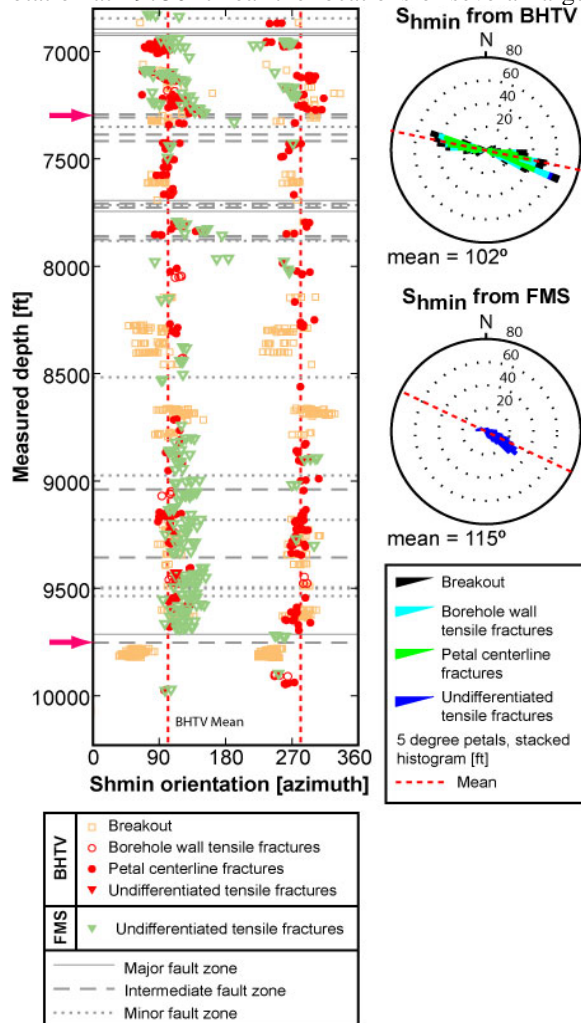 Shmin from BHTV
N
80
60
40
20
mean = 102º
Shmin from FMS
N
80
60
40
20
mean = 115º
Measured depth [ft]
7000
7500
8000
8500
9000
9500
10000
BHTV Mean
0 90 180 270 360
Shmin orientation [azimuth]
Breakout
Borehole wall
tensile fractures
Petal centerline
fractures
Undifferentiated
tensile fractures
5 degree petals, stacked
histogram [ft]
Mean
BHTV
Breakout
Borehole wall tensile fractures
Petal centerline fractures
Undifferentiated tensile fractures
FMS
Undifferentiated tensile fractures
Major fault zone
Intermediate fault zone
Minor fault zone